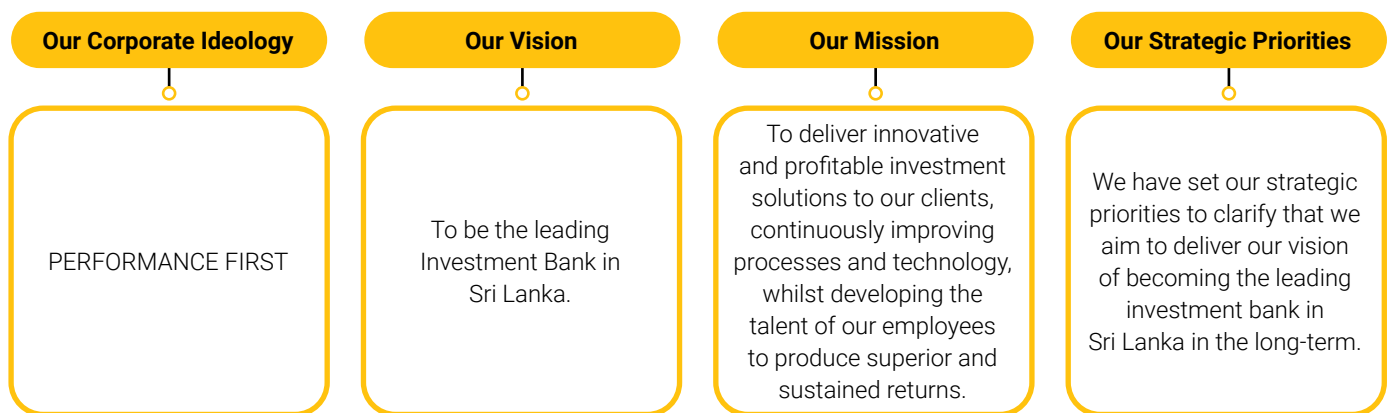 Our Corporate Ideology
PERFORMANCE FIRST
Our Vision
To be the leading
Investment Bank in
Sri Lanka.
Our Mission
To deliver innovative
and profitable investment
solutions to our clients,
continuously improving
processes and technology,
whilst developing the
talent of our employees
to produce superior and
sustained returns.
Our Strategic Priorities
We have set our strategic
priorities to clarify that we
aim to deliver our vision
of becoming the leading
investment bank in
Sri Lanka in the long-term.